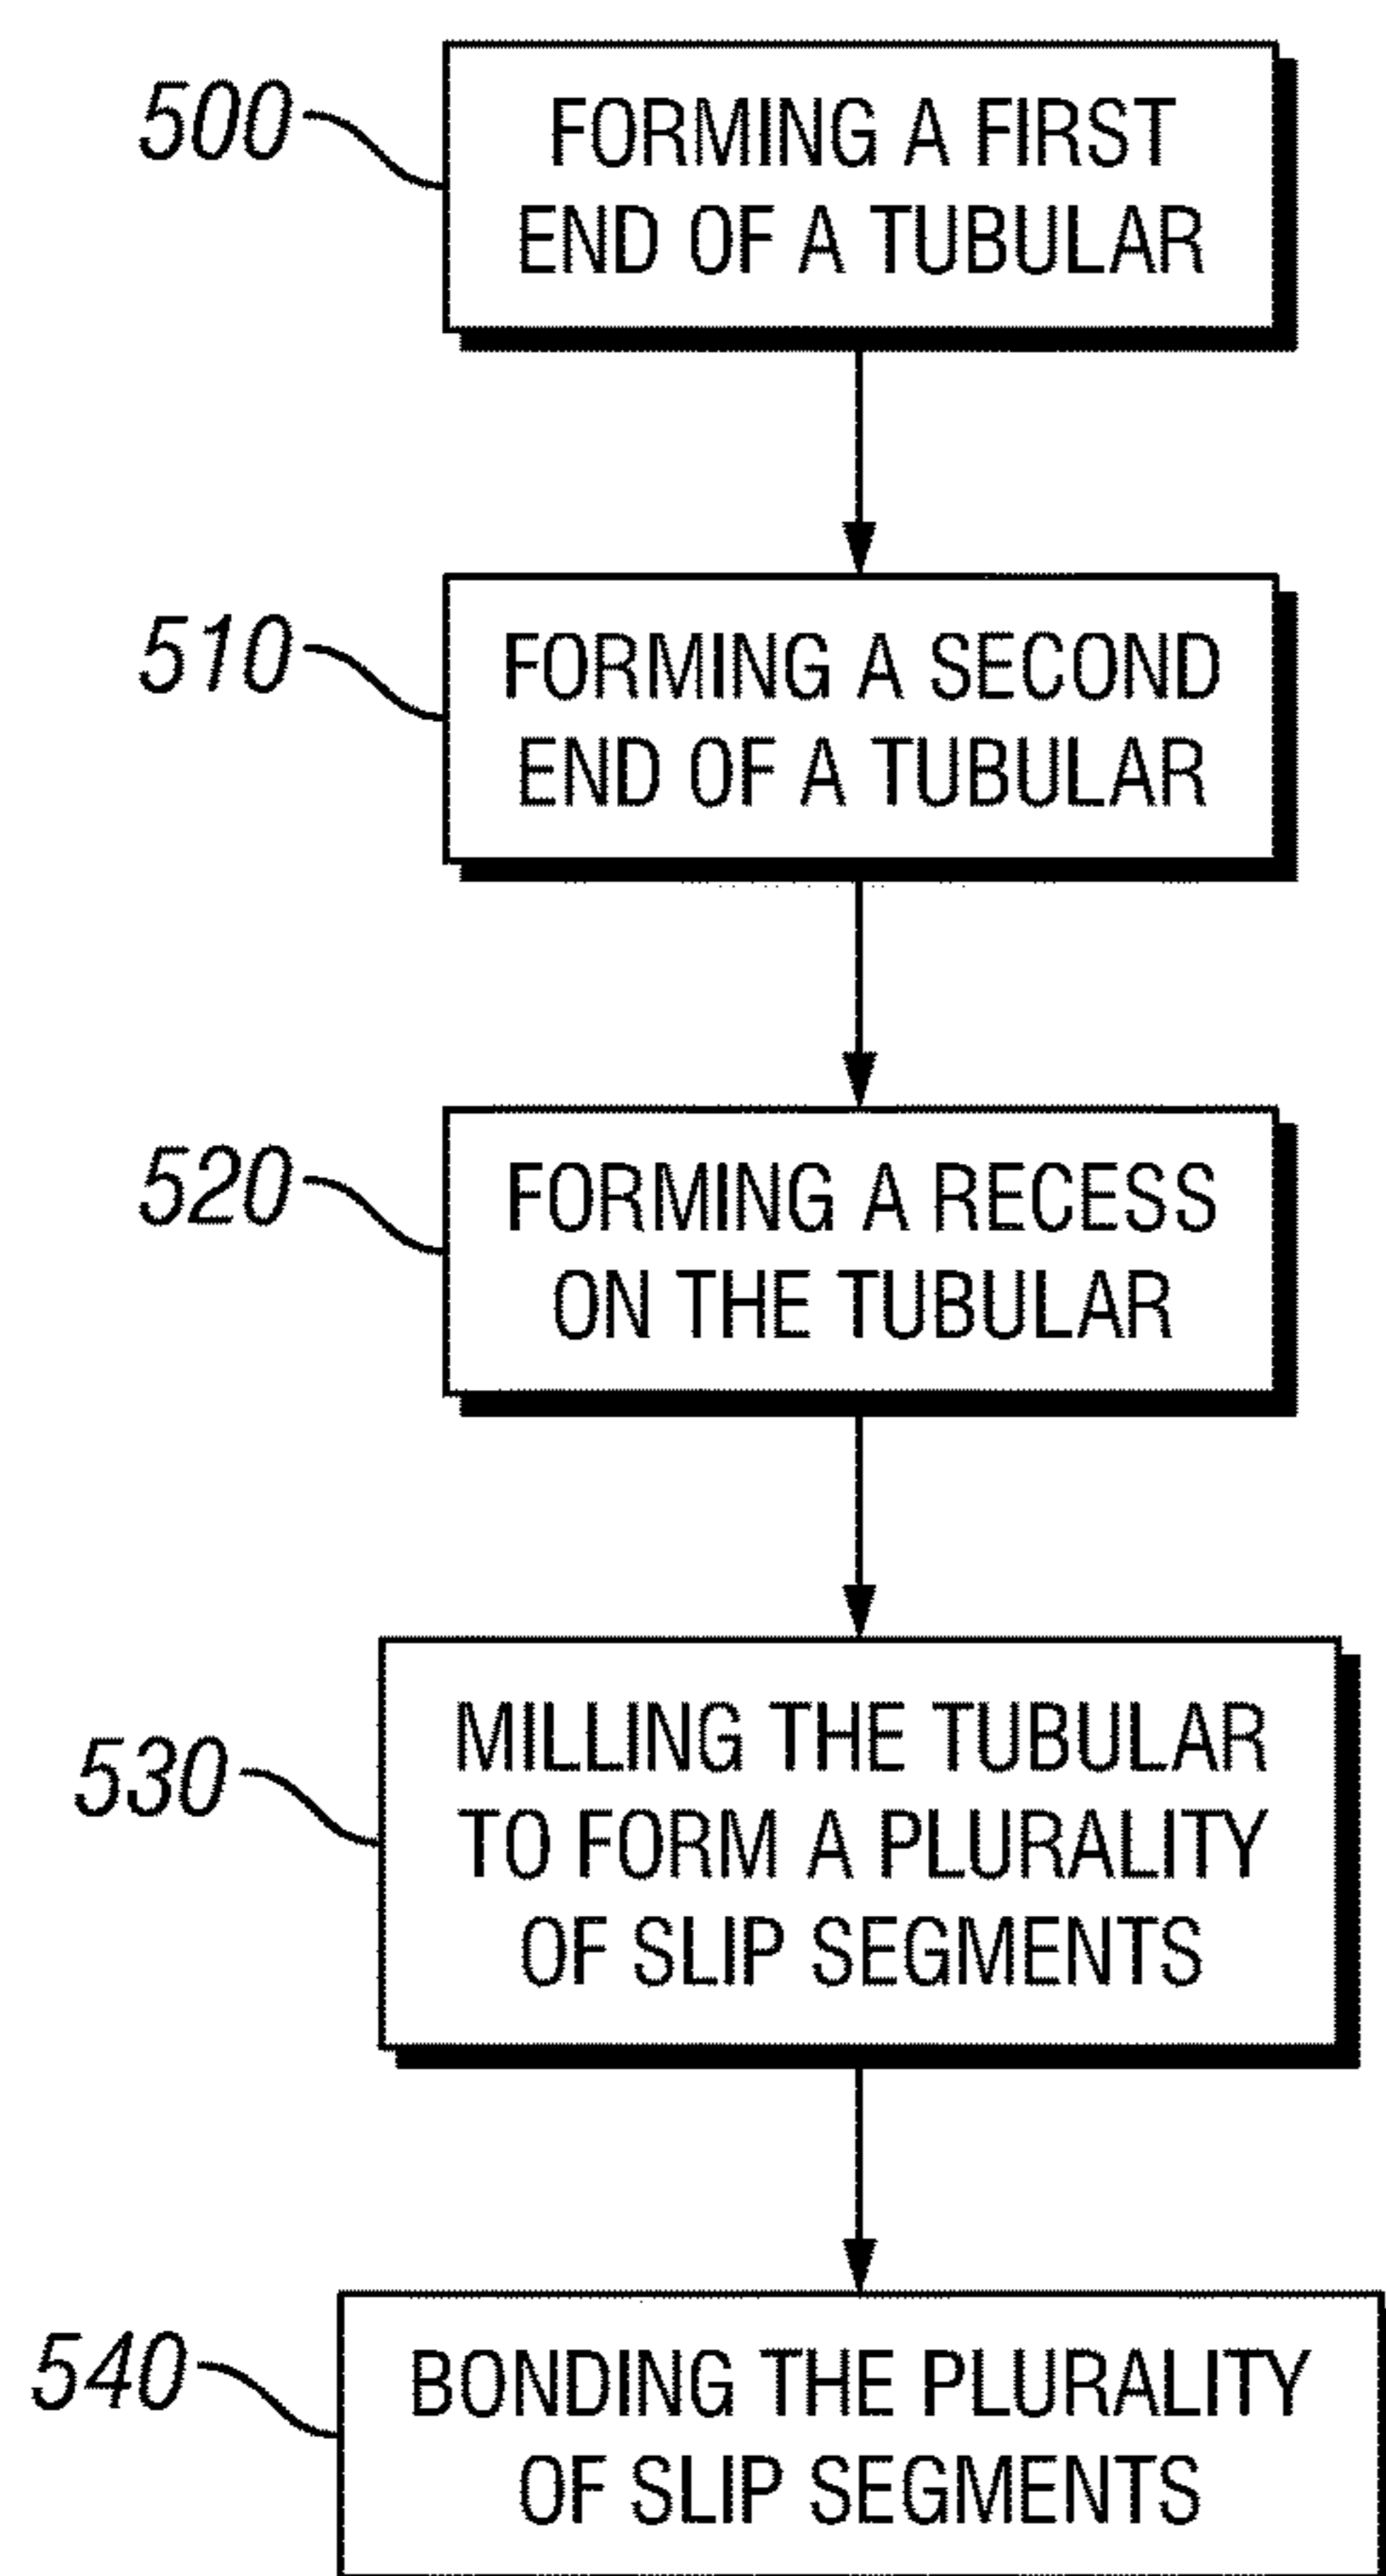 500
FORMING A FIRST
END OF A TUBULAR
510
FORMING A SECOND
END OF A TUBULAR
520
FORMING A RECESS
ON THE TUBULAR
530
MILLING THE TUBULAR
TO FORM A PLURALITY
OF SLIP SEGMENTS
540
BONDING THE PLURALITY
OF SLIP SEGMENTS